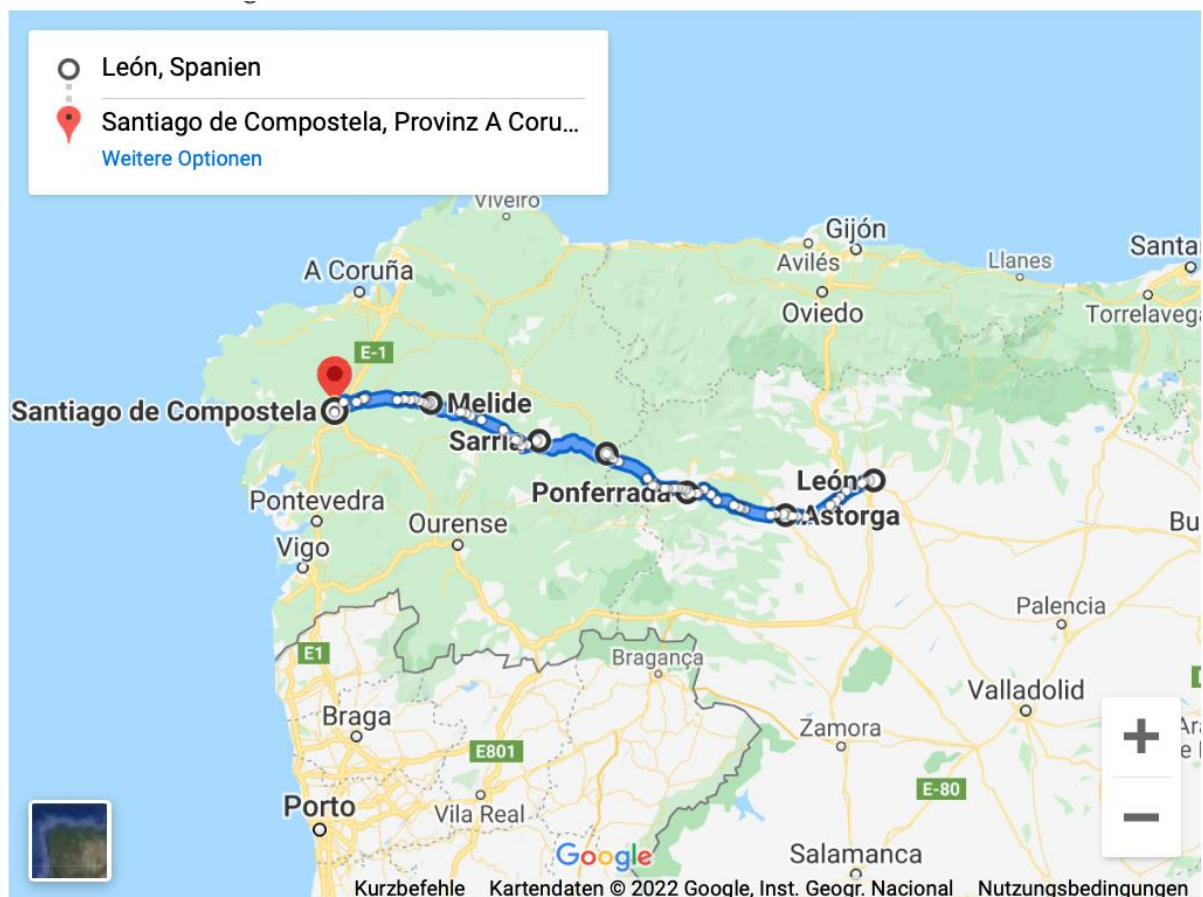 León, Spanien
Santiago de Compostela, Provinz A Coru...
Weitere Optionen
Viveiro
Gijón
Avilés
Llanes
Santa
A Coruña
Oviedo
Torrelavega
E-1
Santiago de Compostela
Melide
Sarria
León
Ponferrada
Astorga
Pontevedra
Ourense
Bu
Vigo
Palencia
E1
Bragança
Valladolid
Braga
Zamora
E801
E-80
Porto
Vila Real
Google
Salamanca
Kurzbefehle Kartendaten © 2022 Google, Inst. Geogr. Nacional Nutzungsbedingungen